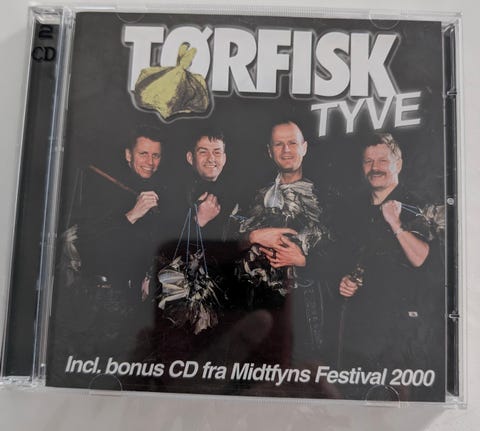 2
CD
TØRFISK
TYVE
Incl. bonus CD fra Midtfyns Festival 2000